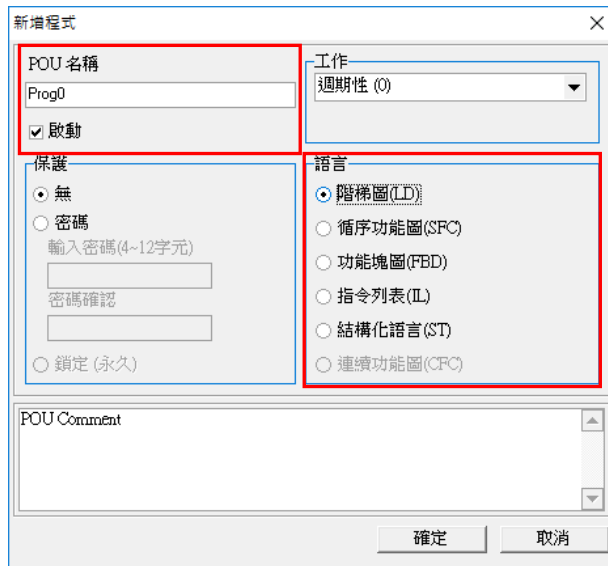 新增程式
POU 名稱
Prog0
啟動
工作
週期性 (0)
保護
無
密碼
輸入密碼(4~12字元)
密碼確認
鎖定 (永久)
語言
階梯圖(LD)
循序功能圖(SFC)
功能塊圖(FBD)
指令列表(IL)
結構化語言(ST)
連續功能圖(CFC)
POU Comment
確定
取消